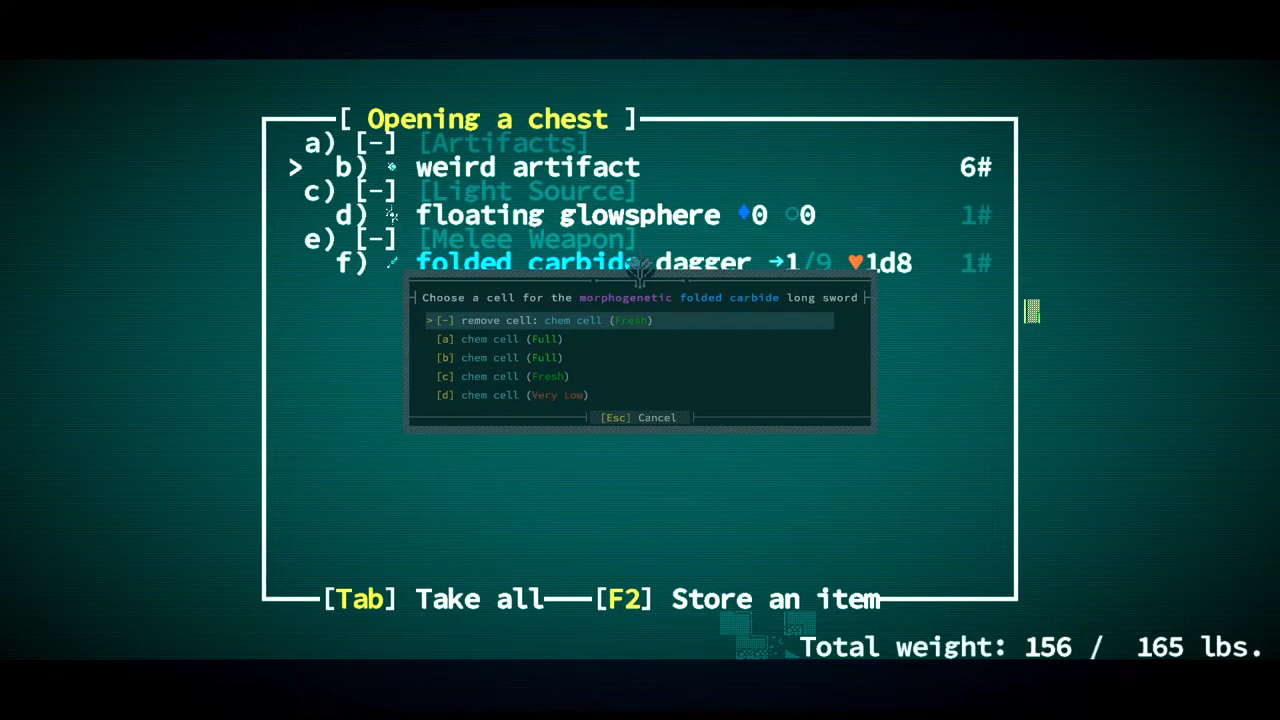 [ Opening a chest ]
a) [-] [Artifacts]
> b) weird artifact 6#
c) [-] [Light Source]
d) floating glowsphere ♦0 ○0 1#
e) [-] [Melee Weapon]
f) folded carbide dagger →1/9 ♥1d8 1#
Choose a cell for the morphogenetic folded carbide long sword
> [-] remove cell: chem cell (Fresh)
[a] chem cell (Full)
[b] chem cell (Full)
[c] chem cell (Fresh)
[d] chem cell (Very Low)
[Esc] Cancel
[Tab] Take all [F2] Store an item
Total weight: 156 / 165 lbs.